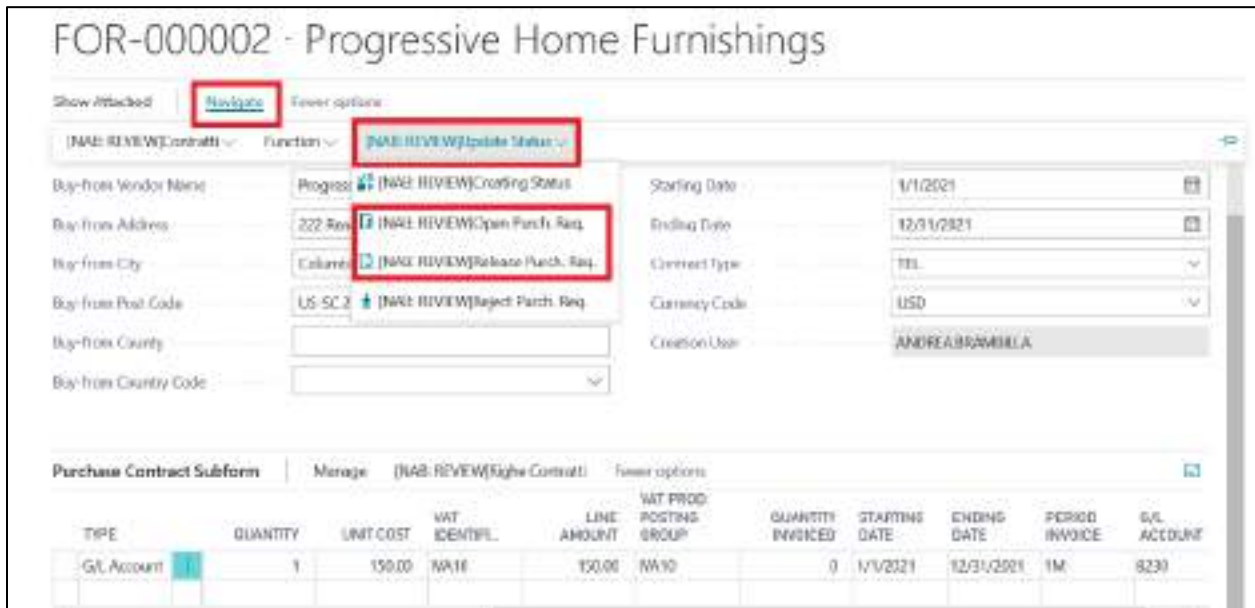 FOR-000002 · Progressive Home Furnishings
Show Attached Navigate Fewer options
[NAB: REVIEW]Contratti Function [NAB: REVIEW]Update Status
[NAB: REVIEW]Creating Status
[NAB: REVIEW]Open Purch. Req.
[NAB: REVIEW]Release Purch. Req.
[NAB: REVIEW]Reject Purch. Req.
Buy-from Vendor Name Progress Starting Date 1/1/2021
Buy-from Address 222 Ending Date 12/31/2021
Buy-from City Columb Contract Type TEL
Buy-from Post Code US-SC 2 Currency Code USD
Buy-from County Creation User ANDREA.BRAMBILLA
Buy-from Country Code
Purchase Contract Subform Manage [NAB: REVIEW]Righe Contratti Fewer options
TYPE QUANTITY UNIT COST VAT IDENTIFI... LINE AMOUNT VAT PROD. POSTING GROUP QUANTITY INVOICED STARTING DATE ENDING DATE PERIOD INVOICE G/L ACCOUNT
G/L Account 1 150.00 IVA10 150.00 IVA10 0 1/1/2021 12/31/2021 1M 8230